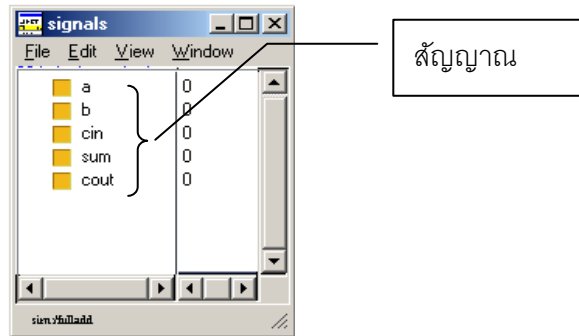 signals
File Edit View Window
a 0
b 0
cin 0
sum 0
cout 0
sim:/fulladd
สัญญาณ